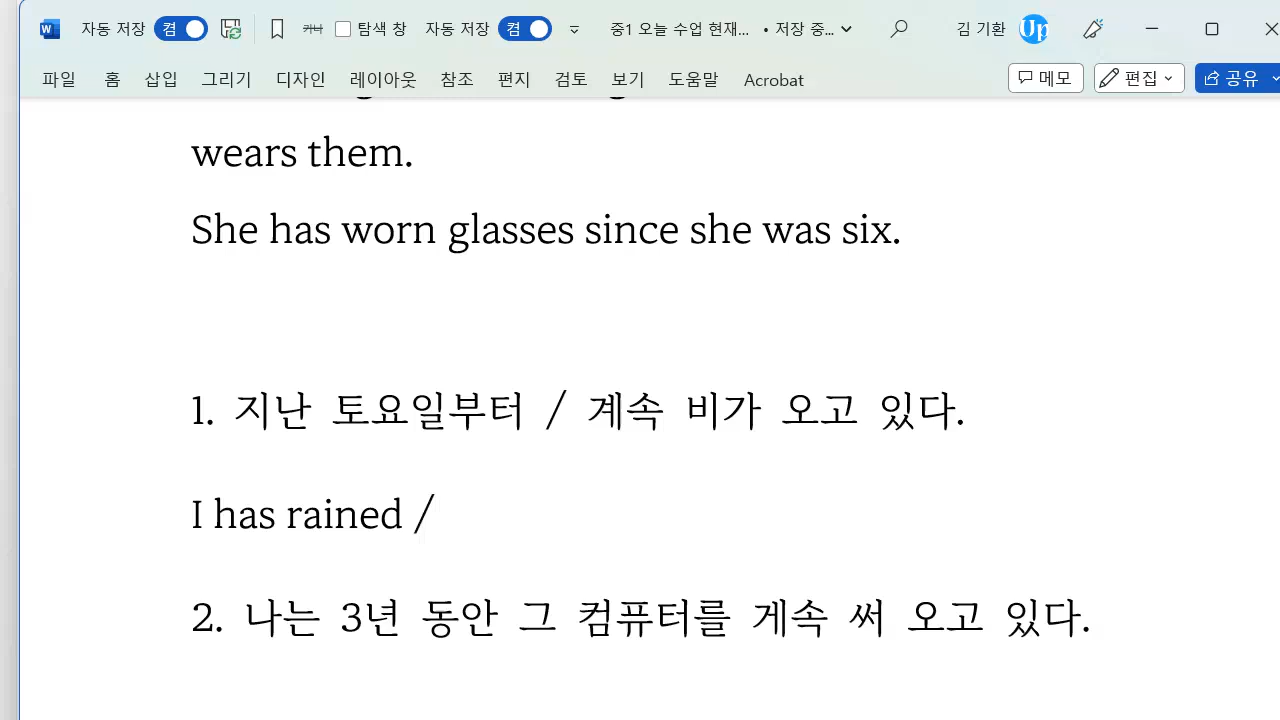 자동 저장 켬 가나 탐색 창 자동 저장 켬 중1 오늘 수업 현재... • 저장 중... 김 기환 Up
파일 홈 삽입 그리기 디자인 레이아웃 참조 편지 검토 보기 도움말 Acrobat 메모 편집 공유
wears them.
She has worn glasses since she was six.
1. 지난 토요일부터 / 계속 비가 오고 있다.
I has rained /
2. 나는 3년 동안 그 컴퓨터를 게속 써 오고 있다.